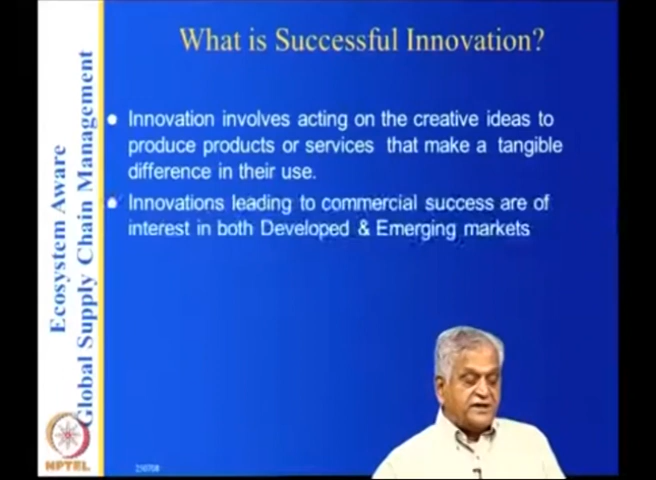 What is Successful Innovation?
Innovation involves acting on the creative ideas to
produce products or services that make a tangible
difference in their use.
Innovations leading to commercial success are of
interest in both Developed & Emerging markets
Ecosystem Aware
Global Supply Chain Management
NPTEL